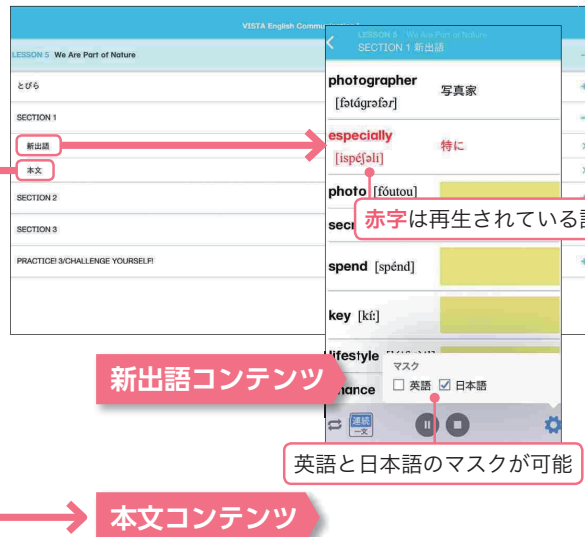 VISTA English Commu
LESSON 5 We Are Part of Nature
とびら
SECTION 1
新出語
本文
SECTION 2
SECTION 3
PRACTICE! 3/CHALLENGE YOURSELF!
LESSON 5 We Are Part of Nature
SECTION 1 新出語
photographer
[fətágrəfər]
写真家
especially
[ispéʃəli]
特に
photo [fóutou]
赤字は再生されている
spend [spénd]
key [kíː]
lifestyle
マスク
英語 日本語
連続
一文
英語と日本語のマスクが可能
新出語コンテンツ
本文コンテンツ